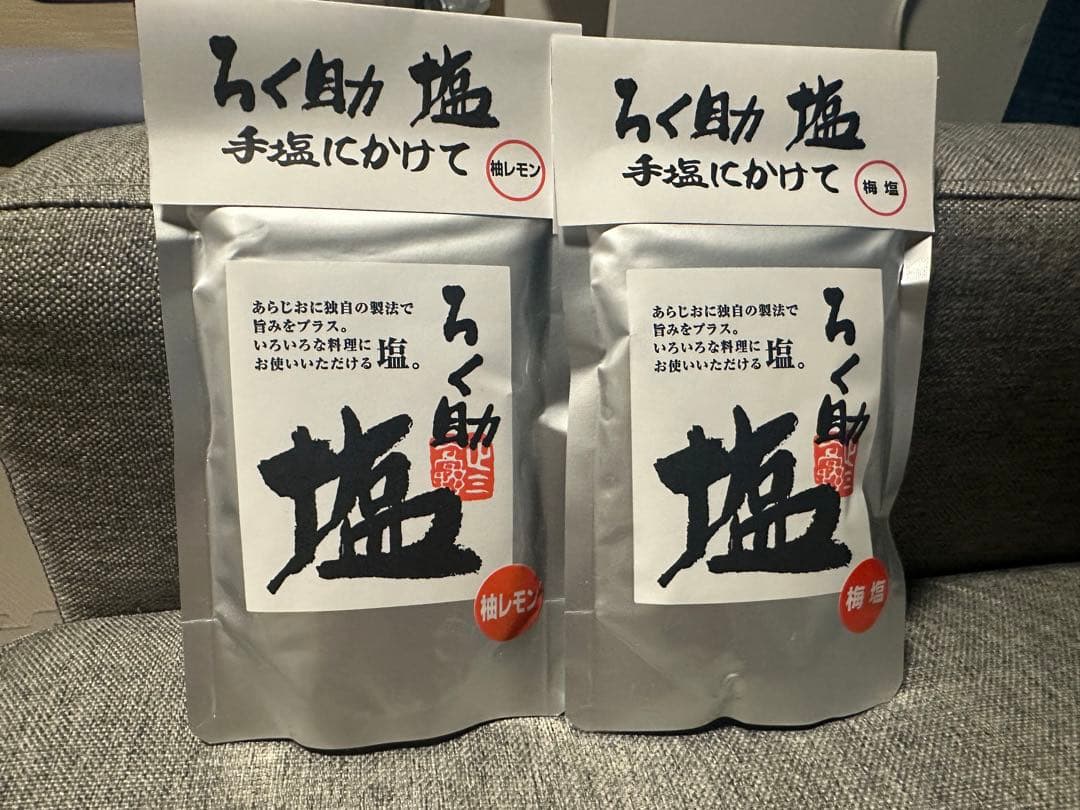 ろく助 塩
手塩にかけて
柚レモン
あらじおに独自の製法で
旨みをプラス。
いろいろな料理に
お使いいただける塩。
ろく助
塩
柚レモン
ろく助 塩
手塩にかけて
梅塩
あらじおに独自の製法で
旨みをプラス。
いろいろな料理に
お使いいただける塩。
ろく助
塩
梅塩